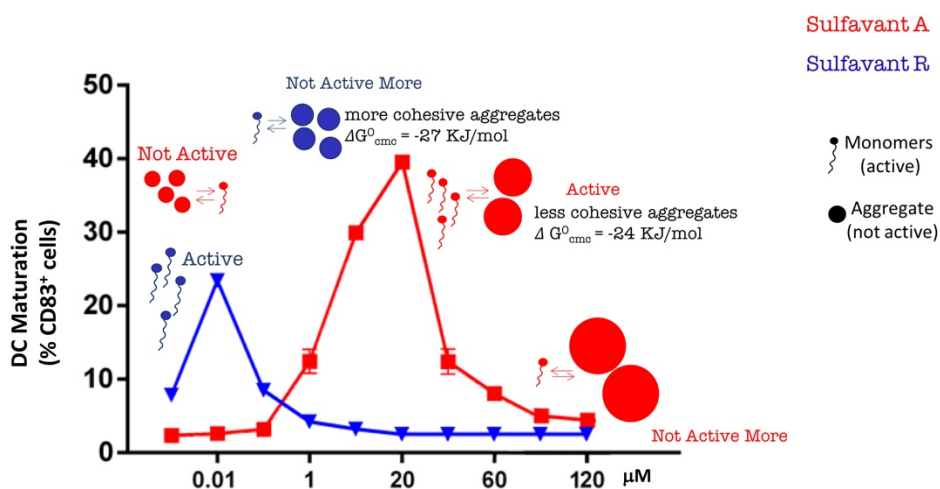 Sulfavant A
Sulfavant R
Monomers
(active)
Aggregate
(not active)
DC Maturation
(% CD83⁺ cells)
50
40
30
20
10
0
Not Active More
more cohesive aggregates
ΔG⁰cmc = -27 KJ/mol
Not Active
Active
Active
less cohesive aggregates
Δ G⁰cmc = -24 KJ/mol
Not Active More
0.01
1
20
60
120
µM